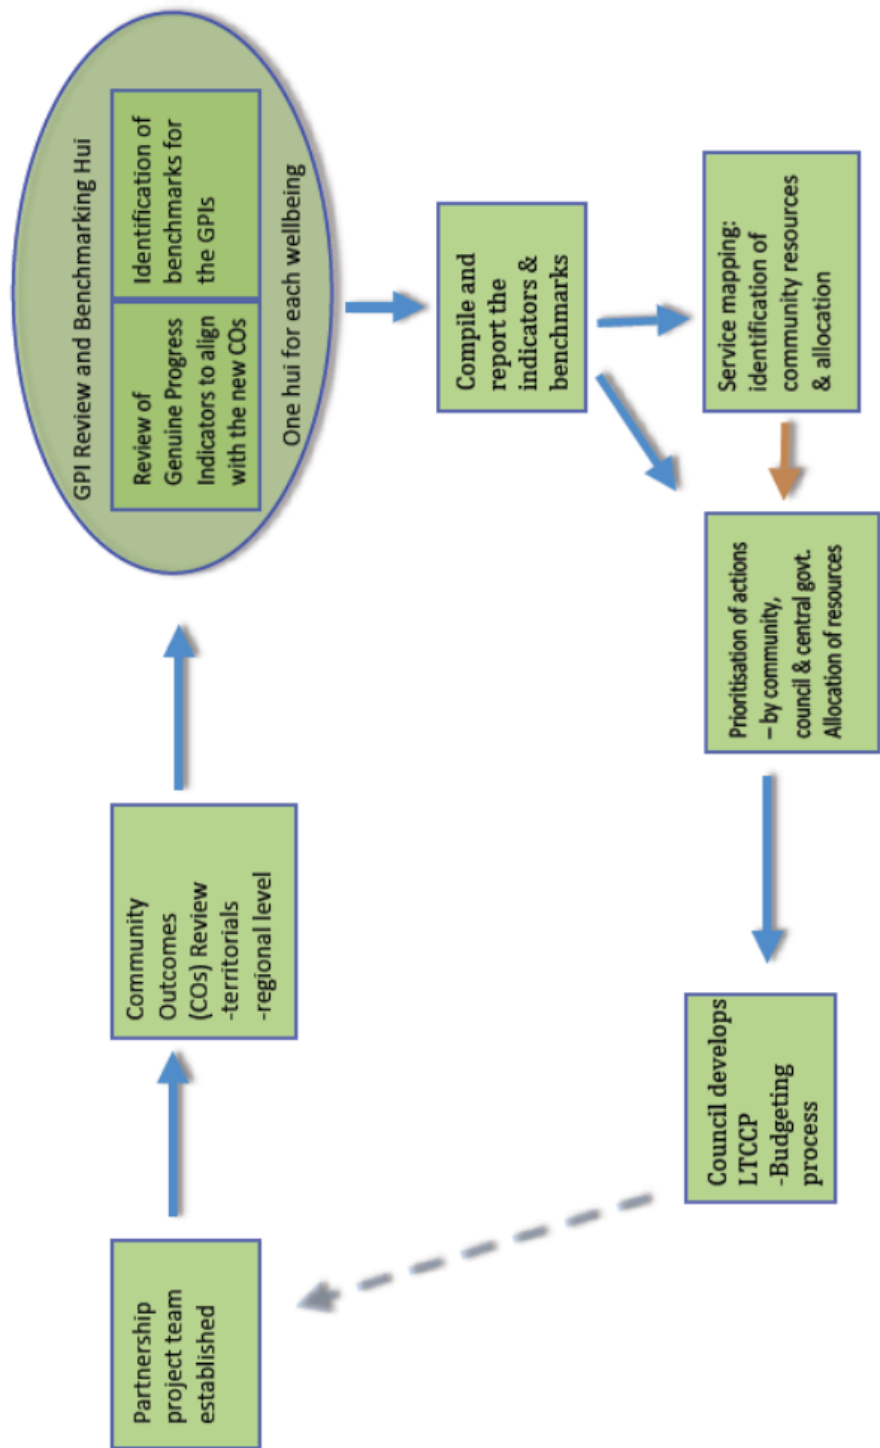 Partnership
project team
established
Community
Outcomes
(COs) Review
-territorials
-regional level
GPI Review and Benchmarking Hui
Review of
Genuine Progress
Indicators to align
with the new COs
Identification of
benchmarks for
the GPIs
One hui for each wellbeing
Compile and
report the
indicators &
benchmarks
Service mapping:
identification of
community resources
& allocation
Prioritisation of actions
– by community,
council & central govt.
Allocation of resources
Council develops
LTCCP
-Budgeting
process